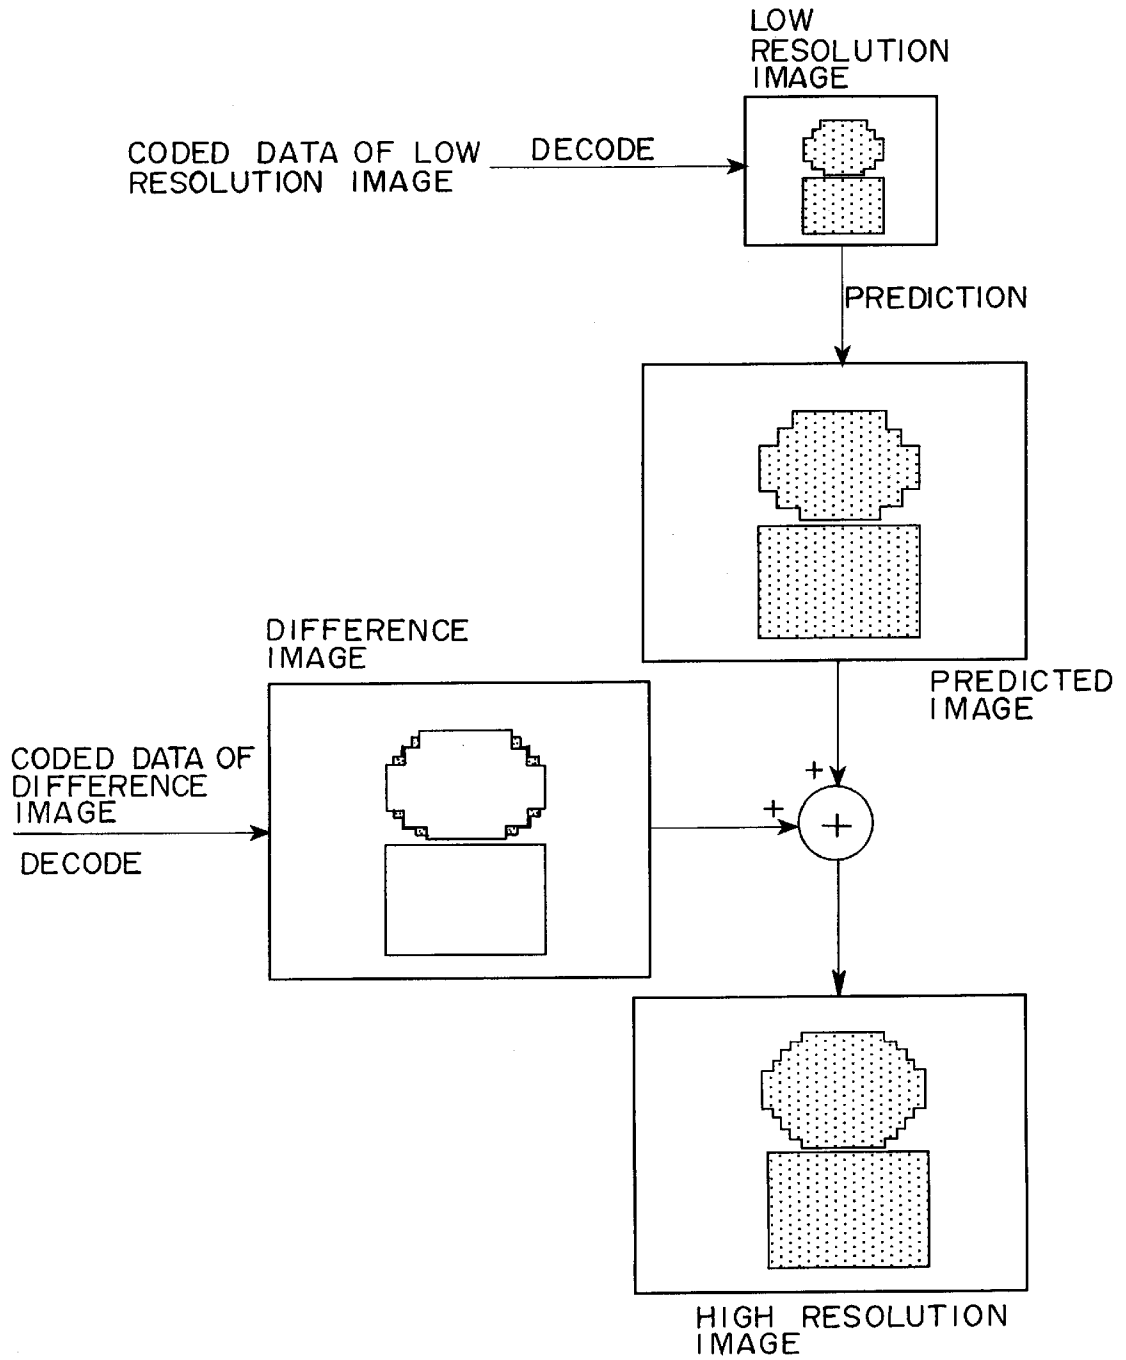 LOW
RESOLUTION
IMAGE
CODED DATA OF LOW
RESOLUTION IMAGE
DECODE
PREDICTION
PREDICTED
IMAGE
DIFFERENCE
IMAGE
CODED DATA OF
DIFFERENCE
IMAGE
DECODE
+
+
+
HIGH RESOLUTION
IMAGE